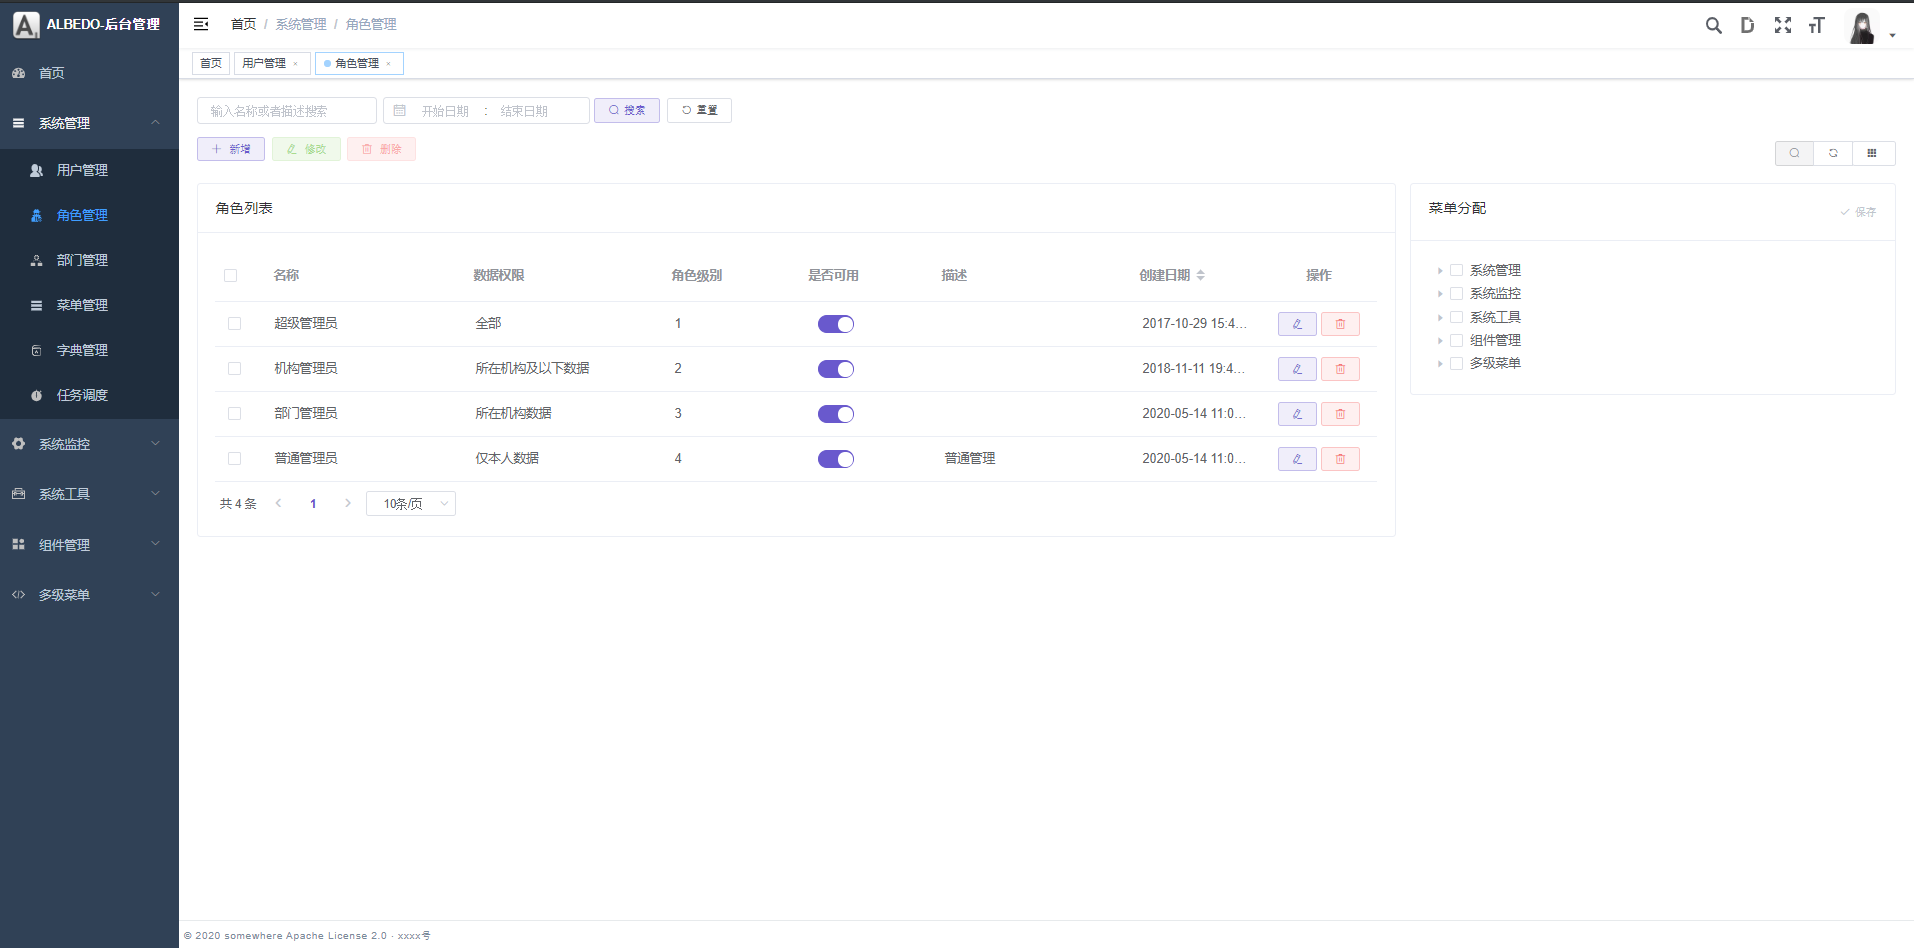 ALBEDO-后台管理
首页 / 系统管理 / 角色管理
首页
用户管理 ×
角色管理 ×
首页
系统管理
用户管理
角色管理
部门管理
菜单管理
字典管理
任务调度
系统监控
系统工具
组件管理
多级菜单
输入名称或者描述搜索
开始日期 : 结束日期
搜索
重置
新增
修改
删除
角色列表
名称 数据权限 角色级别 是否可用 描述 创建日期 操作
超级管理员 全部 1 2017-10-29 15:4...
机构管理员 所在机构及以下数据 2 2018-11-11 19:4...
部门管理员 所在机构数据 3 2020-05-14 11:0...
普通管理员 仅本人数据 4 普通管理 2020-05-14 11:0...
共 4 条 1 10条/页
菜单分配
保存
系统管理
系统监控
系统工具
组件管理
多级菜单
© 2020 somewhere Apache License 2.0 · xxxx号